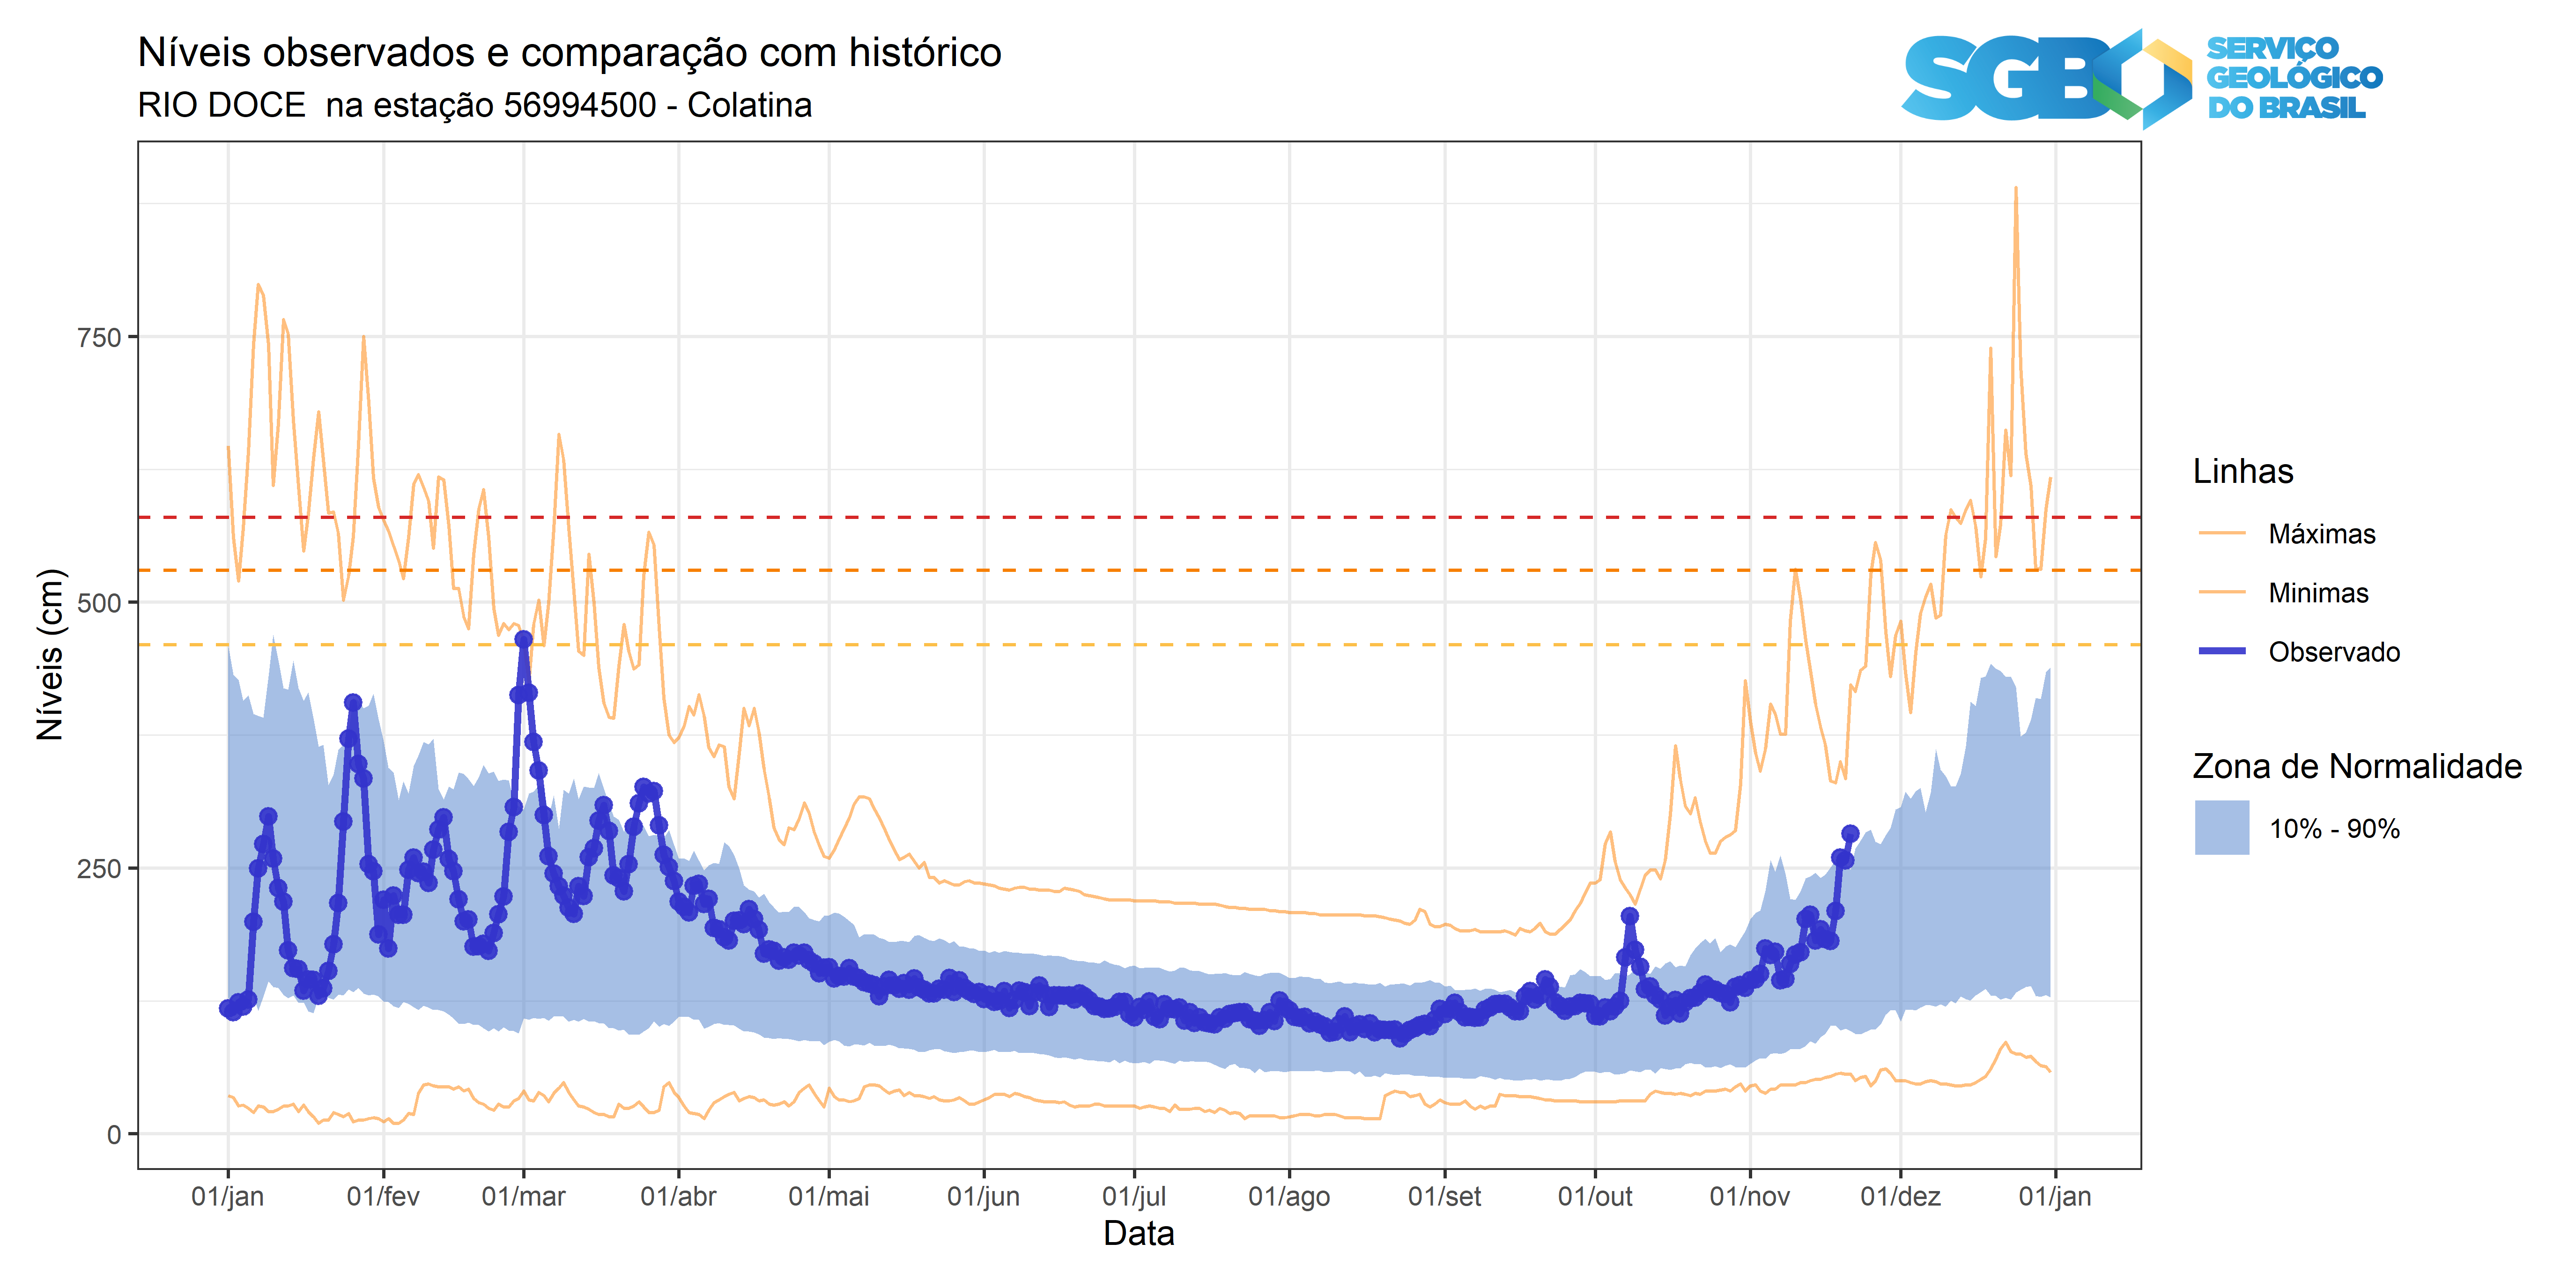 Níveis observados e comparação com histórico
RIO DOCE  na estação 56994500 - Colatina
SGB
SERVIÇO
GEOLÓGICO
DO BRASIL
Níveis (cm)
750
500
250
0
01/jan
01/fev
01/mar
01/abr
01/mai
01/jun
01/jul
01/ago
01/set
01/out
01/nov
01/dez
01/jan
Data
Linhas
Máximas
Minimas
Observado
Zona de Normalidade
10% - 90%